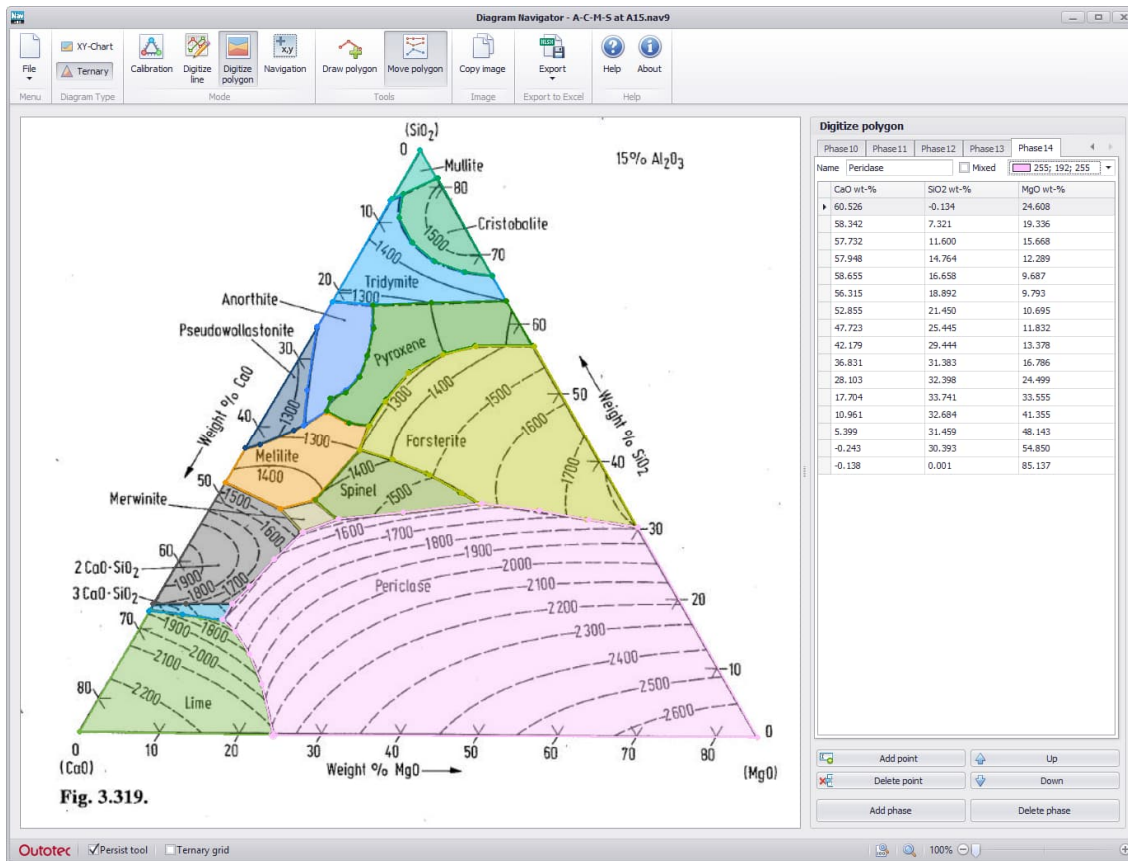 Diagram Navigator - A-C-M-S at A15.nav9
File
XY-Chart
Ternary
Calibration
Digitize line
Digitize polygon
Navigation
Draw polygon
Move polygon
Copy image
Export
Help
About
Menu
Diagram Type
Mode
Tools
Image
Export to Excel
Help
(SiO₂)
0
15% Al₂O₃
Mullite
80
10
Cristobalite
1500
70
1400
20
Tridymite
1300
Anorthite
60
Pseudowollastonite
30
Pyroxene
Weight % CaO
50
1300
1400
1500
1600
1700
Weight % SiO₂
40
1300
1300
Forsterite
40
Melilite
1400
1400
Spinel
1500
50
1500
1600
Merwinite
30
1600
1700
1800
1900
2000
2100
2200
2300
2400
2500
2600
Periclase
60
2 CaO·SiO₂
1900
1800
1700
3 CaO·SiO₂
20
70
1900
1800
2000
2100
2200
10
80
Lime
0
10
20
30
40
50
60
70
80
0
(CaO)
Weight % MgO
(MgO)
Fig. 3.319.
Digitize polygon
Phase10 Phase11 Phase12 Phase13 Phase14
Name Periclase Mixed 255; 192; 255
CaO wt-% SiO2 wt-% MgO wt-%
60.526 -0.134 24.608
58.342 7.321 19.336
57.732 11.600 15.668
57.948 14.764 12.289
58.655 16.658 9.687
56.315 18.892 9.793
52.855 21.450 10.695
47.723 25.445 11.832
42.179 29.444 13.378
36.831 31.383 16.786
28.103 32.398 24.499
17.704 33.741 33.555
10.961 32.684 41.355
5.399 31.459 48.143
-0.243 30.393 54.850
-0.138 0.001 85.137
Add point
Up
Delete point
Down
Add phase
Delete phase
Outotec
Persist tool
Ternary grid
100%